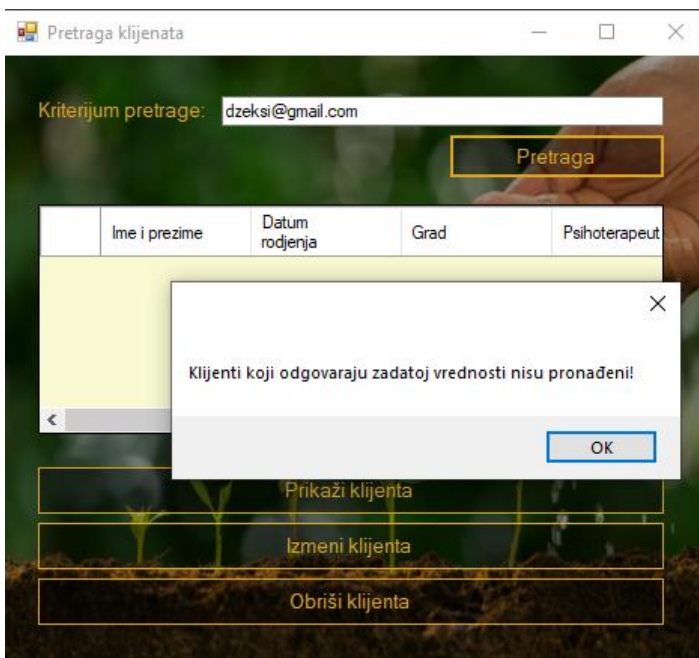 Pretraga klijenata
Kriterijum pretrage: dzeksi@gmail.com
Pretraga
Ime i prezime Datum rodjenja Grad Psihoterapeut
Klijenti koji odgovaraju zadatoj vrednosti nisu pronađeni!
OK
Prikaži klijenta
Izmeni klijenta
Obriši klijenta